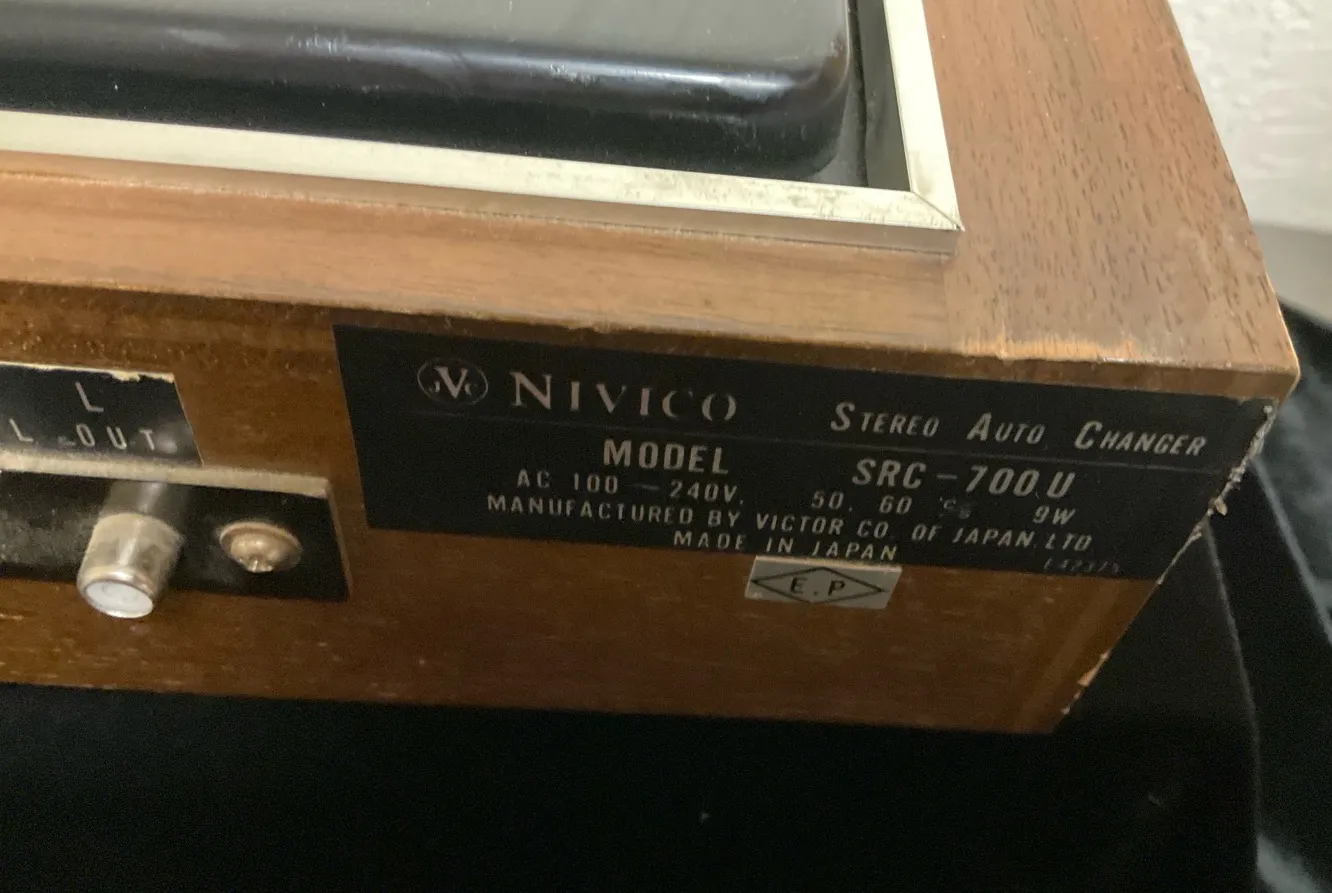 L
L OUT
JVC NIVICO STEREO AUTO CHANGER
MODEL SRC-700 U
AC 100 — 240V. 50. 60 c/s 9W
MANUFACTURED BY VICTOR CO. OF JAPAN, LTD
MADE IN JAPAN
E.P